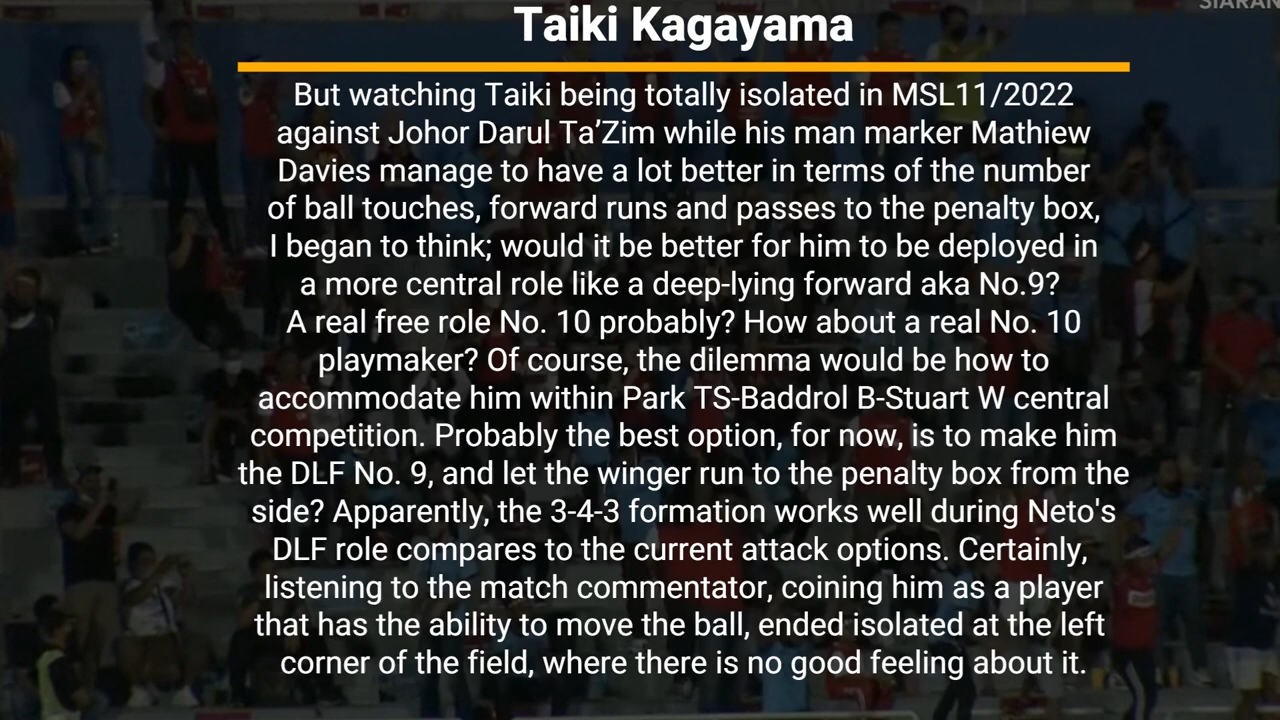 SIARAN
Taiki Kagayama
But watching Taiki being totally isolated in MSL11/2022
against Johor Darul Ta’Zim while his man marker Mathiew
Davies manage to have a lot better in terms of the number
of ball touches, forward runs and passes to the penalty box,
I began to think; would it be better for him to be deployed in
a more central role like a deep-lying forward aka No.9?
A real free role No. 10 probably? How about a real No. 10
playmaker? Of course, the dilemma would be how to
accommodate him within Park TS-Baddrol B-Stuart W central
competition. Probably the best option, for now, is to make him
the DLF No. 9, and let the winger run to the penalty box from the
side? Apparently, the 3-4-3 formation works well during Neto's
DLF role compares to the current attack options. Certainly,
listening to the match commentator, coining him as a player
that has the ability to move the ball, ended isolated at the left
corner of the field, where there is no good feeling about it.